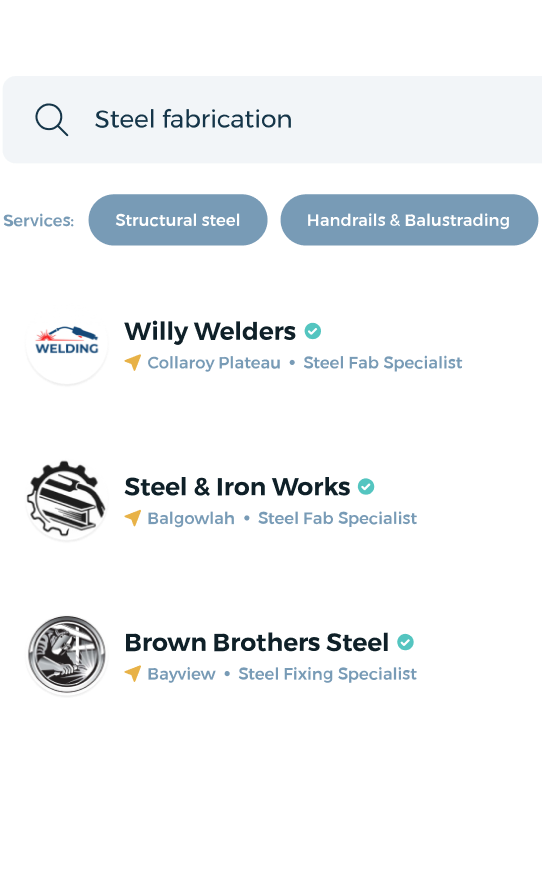 Steel fabrication
Services: Structural steel Handrails & Balustrading
Willy Welders
WELDING
Collaroy Plateau • Steel Fab Specialist
Steel & Iron Works
Balgowlah • Steel Fab Specialist
Brown Brothers Steel
Bayview • Steel Fixing Specialist